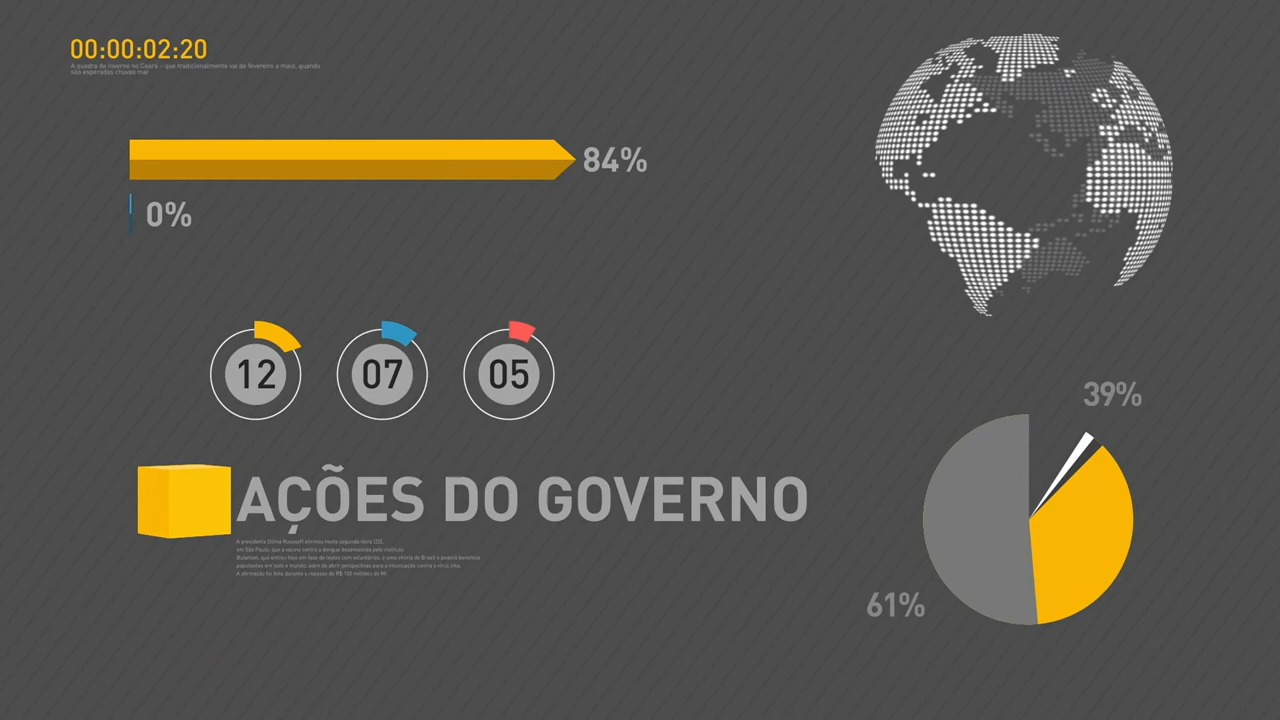 00:00:02:20
A quadra de inverno no Ceará – que tradicionalmente vai de fevereiro a maio, quando
são esperadas chuvas mai
84%
0%
12 07 05
39%
AÇÕES DO GOVERNO
A presidenta Dilma Rousseff afirmou nesta segunda-feira (22),
em São Paulo, que a vacina contra a dengue desenvolvida pelo Instituto
Butantan, que entrou hoje em fase de testes com voluntários, é uma vitória do Brasil e poderá beneficiar
populações em todo o mundo, além de abrir perspectivas para a imunização contra o vírus zika.
A afirmação foi feita durante o repasse de R$ 100 milhões do Mi
61%